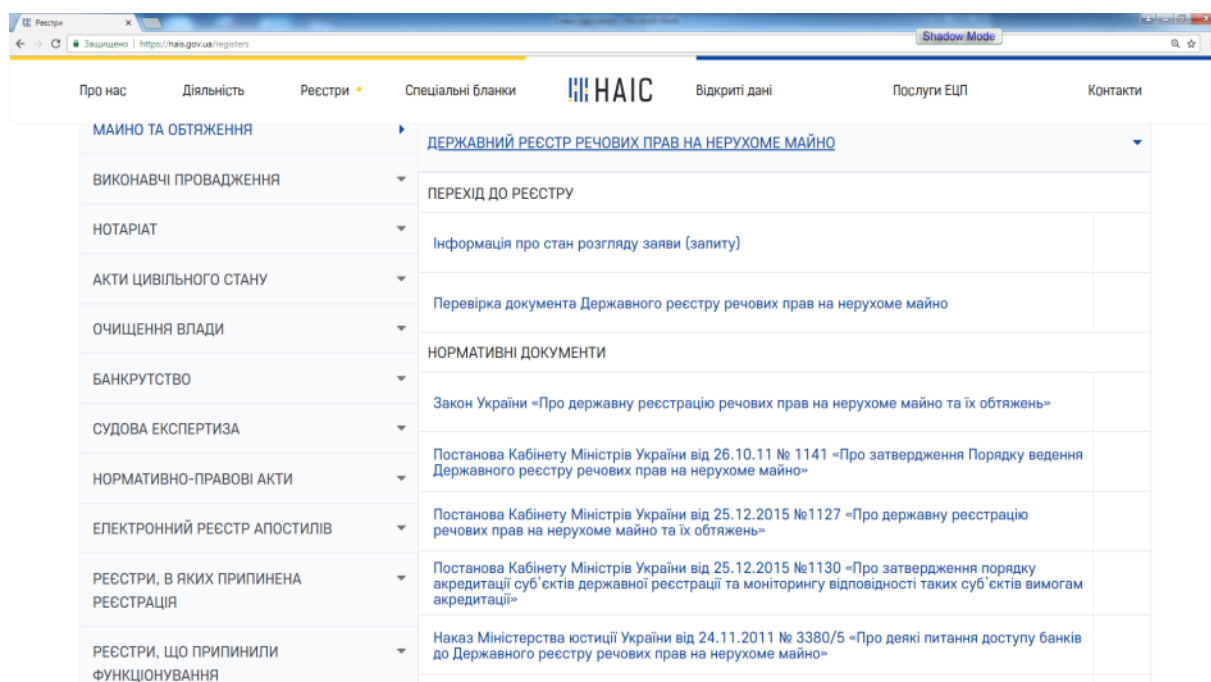 Реєстри
Shadow Mode
Защищено | https://nais.gov.ua/registers
Про нас
Діяльність
Реєстри
Спеціальні бланки
НАІС
Відкриті дані
Послуги ЕЦП
Контакти
МАЙНО ТА ОБТЯЖЕННЯ
ВИКОНАВЧІ ПРОВАДЖЕННЯ
НОТАРІАТ
АКТИ ЦИВІЛЬНОГО СТАНУ
ОЧИЩЕННЯ ВЛАДИ
БАНКРУТСТВО
СУДОВА ЕКСПЕРТИЗА
НОРМАТИВНО-ПРАВОВІ АКТИ
ЕЛЕКТРОННИЙ РЕЄСТР АПОСТИЛІВ
РЕЄСТРИ, В ЯКИХ ПРИПИНЕНА
РЕЄСТРАЦІЯ
РЕЄСТРИ, ЩО ПРИПИНИЛИ
ФУНКЦІОНУВАННЯ
ДЕРЖАВНИЙ РЕЄСТР РЕЧОВИХ ПРАВ НА НЕРУХОМЕ МАЙНО
ПЕРЕХІД ДО РЕЄСТРУ
Інформація про стан розгляду заяви (запиту)
Перевірка документа Державного реєстру речових прав на нерухоме майно
НОРМАТИВНІ ДОКУМЕНТИ
Закон України «Про державну реєстрацію речових прав на нерухоме майно та їх обтяжень»
Постанова Кабінету Міністрів України від 26.10.11 № 1141 «Про затвердження Порядку ведення
Державного реєстру речових прав на нерухоме майно»
Постанова Кабінету Міністрів України від 25.12.2015 №1127 «Про державну реєстрацію
речових прав на нерухоме майно та їх обтяжень»
Постанова Кабінету Міністрів України від 25.12.2015 №1130 «Про затвердження порядку
акредитації суб'єктів державної реєстрації та моніторингу відповідності таких суб'єктів вимогам
акредитації»
Наказ Міністерства юстиції України від 24.11.2011 № 3380/5 «Про деякі питання доступу банків
до Державного реєстру речових прав на нерухоме майно»